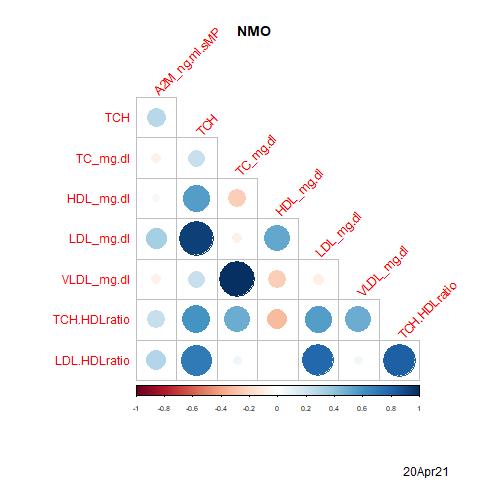 NMO
A2M_ng.ml.sMP
TCH
TCH
TC_mg.dl
TC_mg.dl
HDL_mg.dl
HDL_mg.dl
LDL_mg.dl
LDL_mg.dl
VLDL_mg.dl
VLDL_mg.dl
TCH.HDLratio
TCH.HDLratio
LDL.HDLratio
-1 -0.8 -0.6 -0.4 -0.2 0 0.2 0.4 0.6 0.8 1
20Apr21